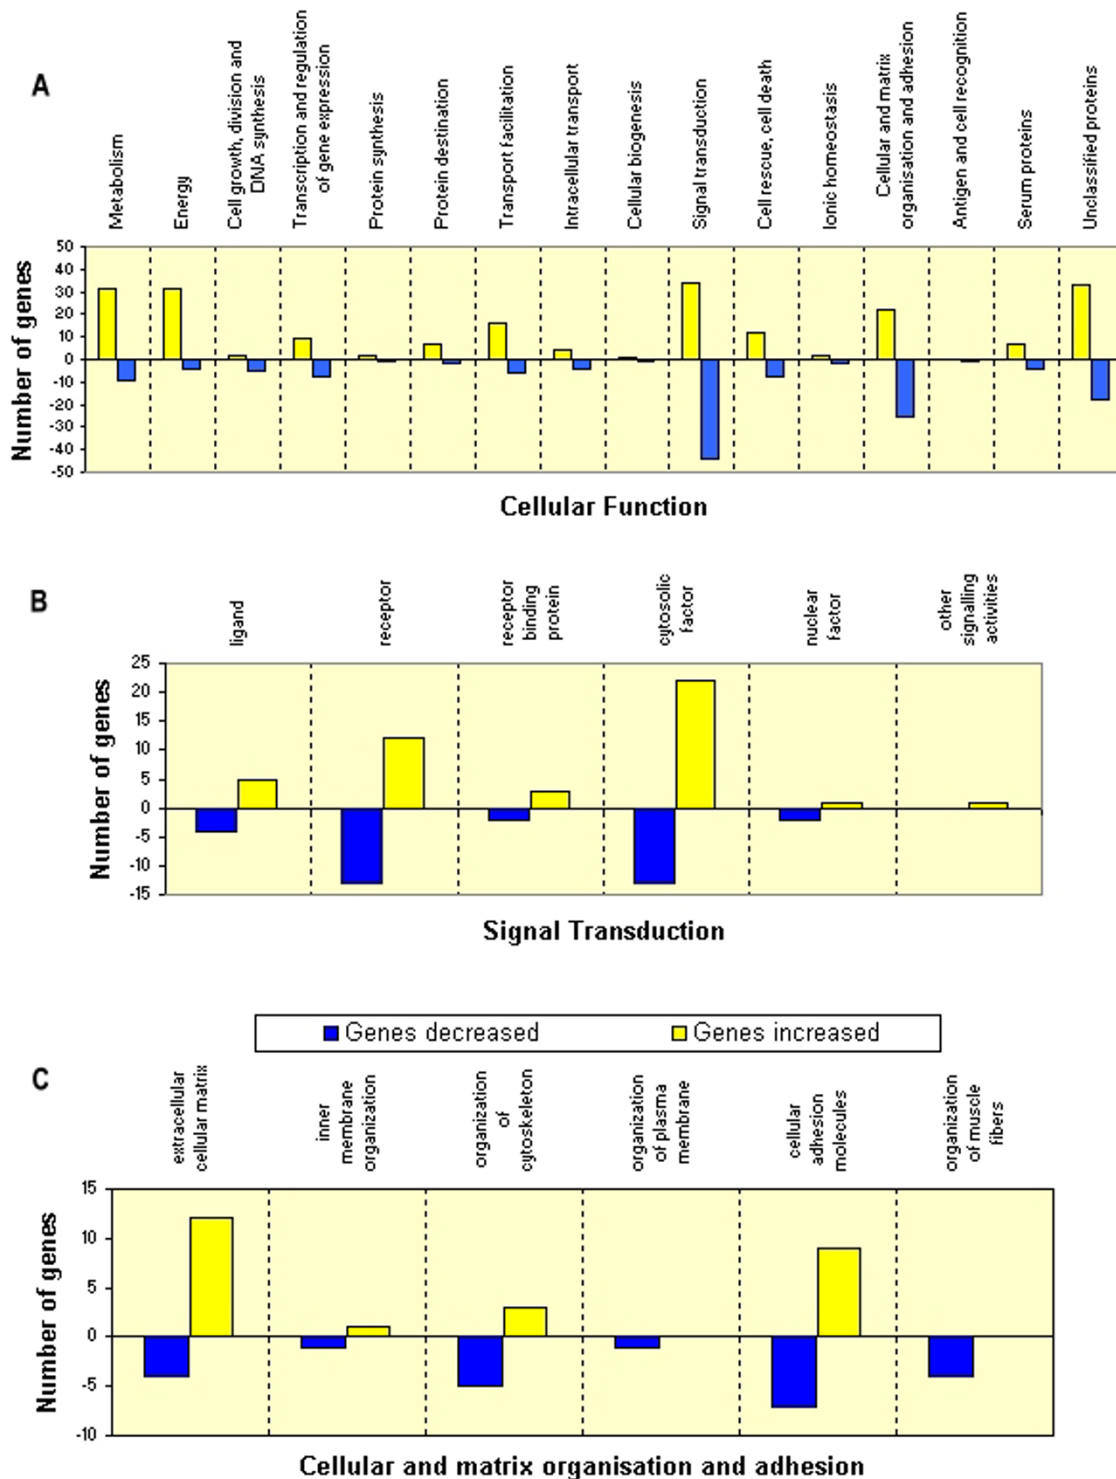 A
Metabolism
Energy
Cell growth, division and
DNA synthesis
Transcription and regulation
of gene expression
Protein synthesis
Protein destination
Transport facilitation
Intracellular transport
Cellular biogenesis
Signal transduction
Cell rescue, cell death
Ionic homeostasis
Cellular and matrix
organisation and adhesion
Antigen and cell recognition
Serum proteins
Unclassified proteins
Number of genes
50
40
30
20
10
0
-10
-20
-30
-40
-50
Cellular Function
B
ligand
receptor
receptor
binding
protein
cytosolic
factor
nuclear
factor
other
signalling
activities
Number of genes
25
20
15
10
5
0
-5
-10
-15
Signal Transduction
Genes decreased
Genes increased
C
extracellular
cellular matrix
inner
membrane
organization
organization
of
cytoskeleton
organization
of plasma
membrane
cellular
adhesion
molecules
organization
of muscle
fibers
Number of genes
15
10
5
0
-5
-10
Cellular and matrix organisation and adhesion